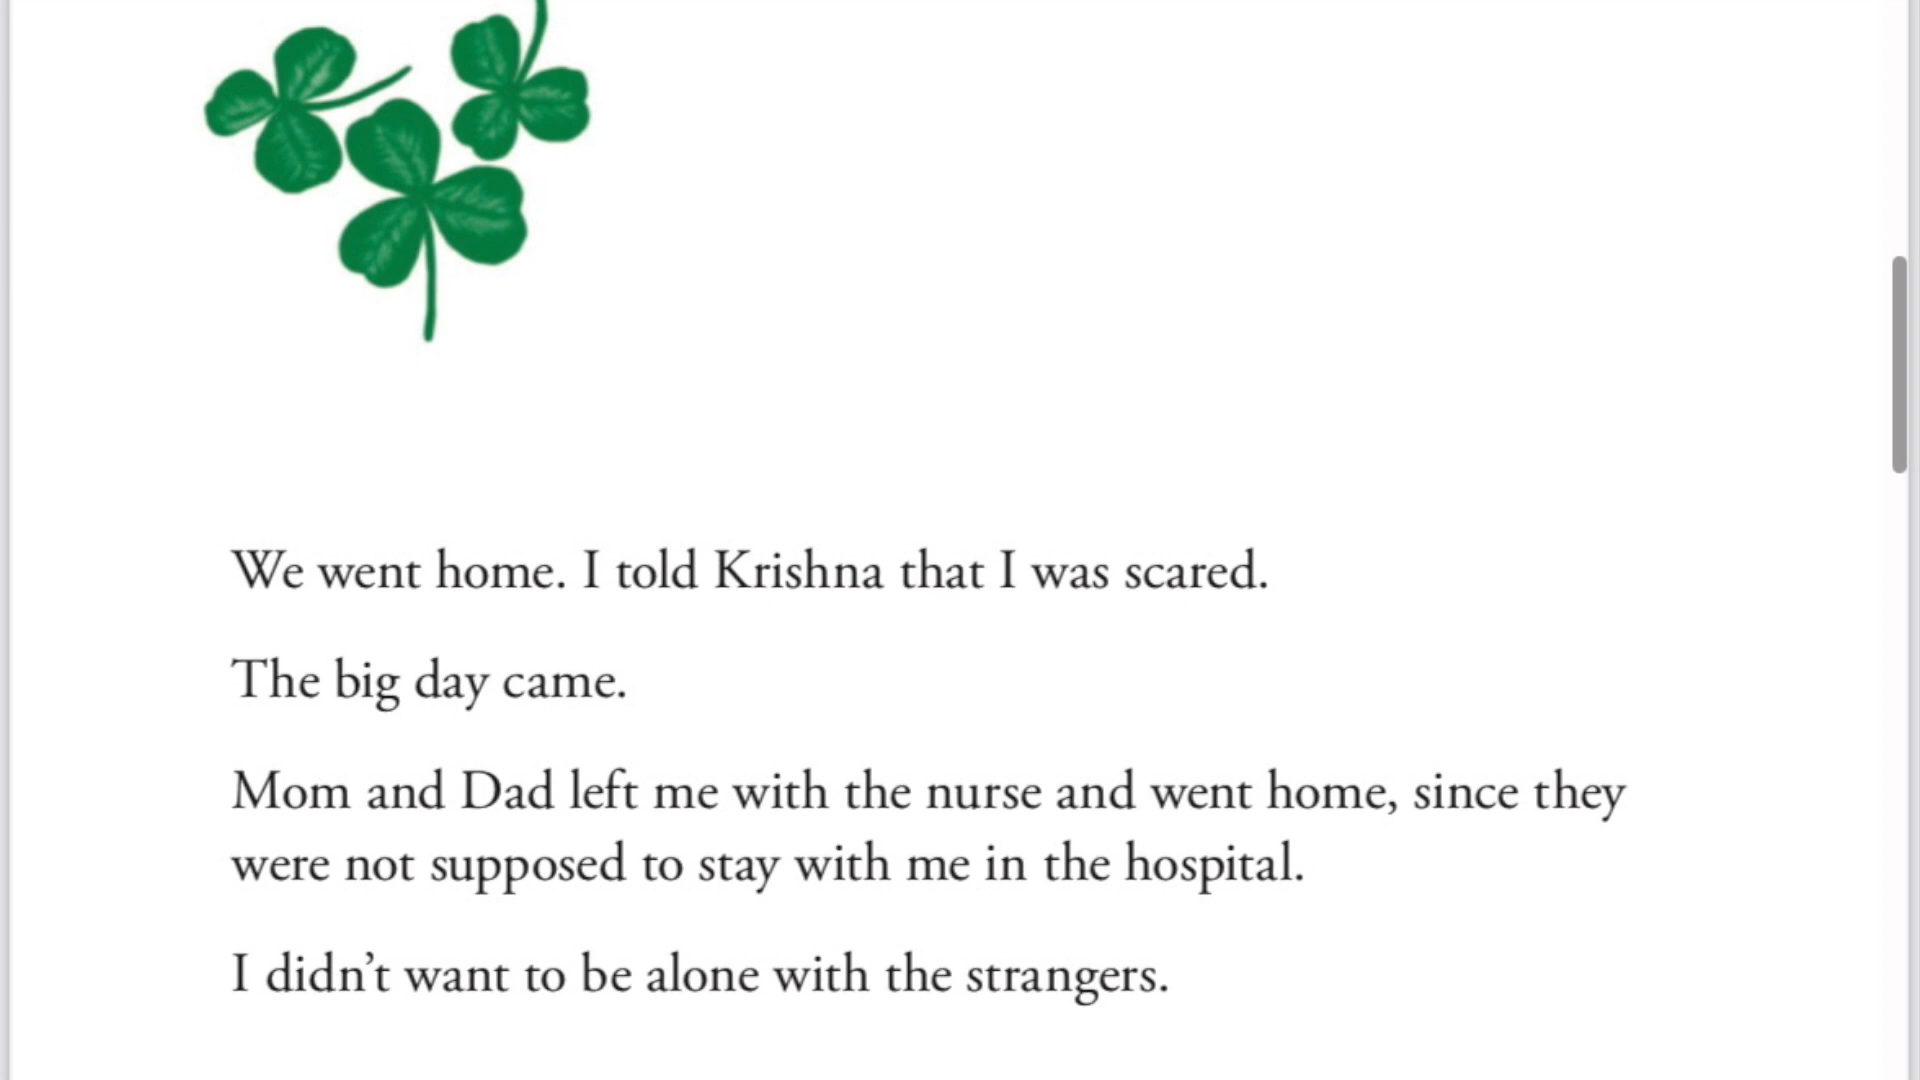 We went home. I told Krishna that I was scared.
The big day came.
Mom and Dad left me with the nurse and went home, since they
were not supposed to stay with me in the hospital.
I didn’t want to be alone with the strangers.